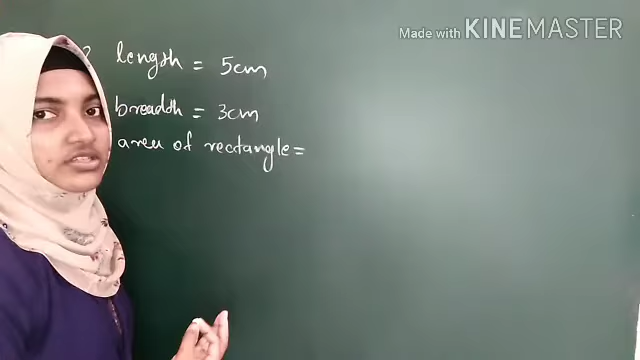 Made with KINEMASTER
length = 5cm
breadth = 3cm
area of rectangle =